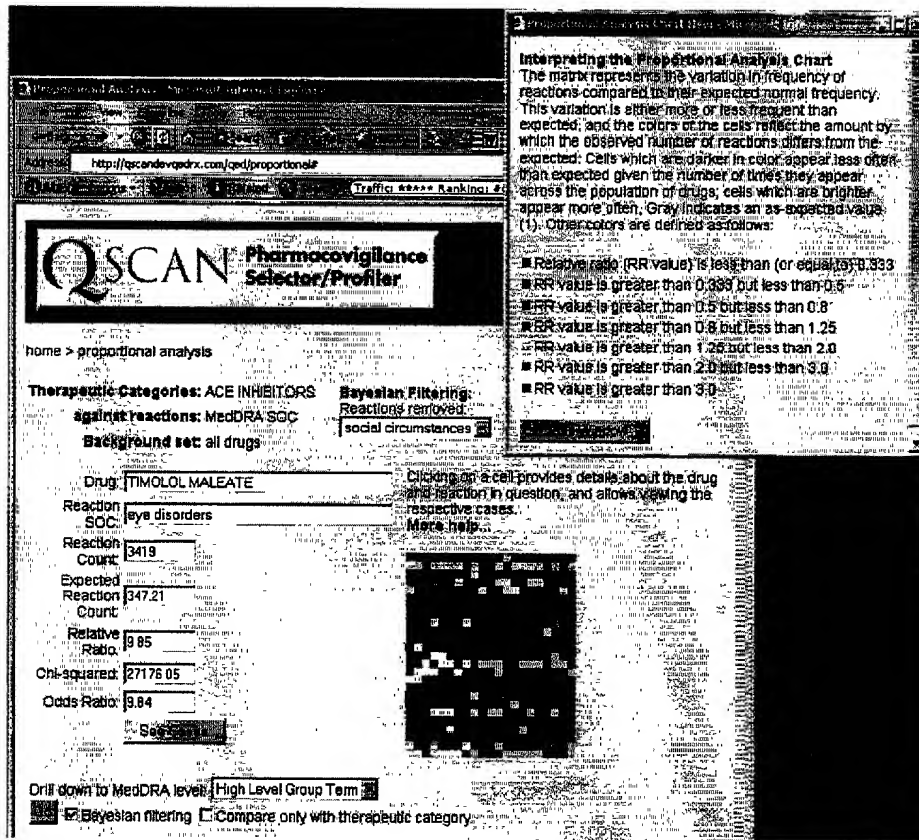 Interpreting the Proportional Analysis Chart
The matrix represents the variation in frequency of
reactions compared to their expected normal frequency.
This variation is either more or less frequent than
expected, and the colors of the cells reflect the amount by
which the observed number of reactions differs from the
expected. Cells which are darker in color appear less often
than expected given the number of times they appear
across the population of drugs; cells which are brighter
appear more often. Gray indicates an as-expected value
(1). Other colors are defined as follows:
Relative ratio (RR value) is less than (or equal to) 0.333
RR value is greater than 0.333 but less than 0.5
RR value is greater than 0.5 but less than 0.8
RR value is greater than 0.8 but less than 1.25
RR value is greater than 1.25 but less than 2.0
RR value is greater than 2.0 but less than 3.0
RR value is greater than 3.0
http://qscandevqedrx.com/qed/proportional#
Traffic: ***** Ranking:
QSCAN Pharmacovigilance
Selector/Profiler
home > proportional analysis
Therapeutic Categories: ACE INHIBITORS
against reactions: MedDRA SOC
Background set: all drugs
Bayesian Filtering:
Reactions removed:
social circumstances
Drug: TIMOLOL MALEATE
Reaction
SOC: eye disorders
Reaction
Count: 3419
Expected
Reaction
Count: 347.21
Relative
Ratio: 9.85
Chi-squared: 27176.05
Odds Ratio: 9.84
Clicking on a cell provides details about the drug
and reaction in question, and allows viewing the
respective cases.
More help...
Drill down to MedDRA level: High Level Group Term
Bayesian filtering Compare only with therapeutic category